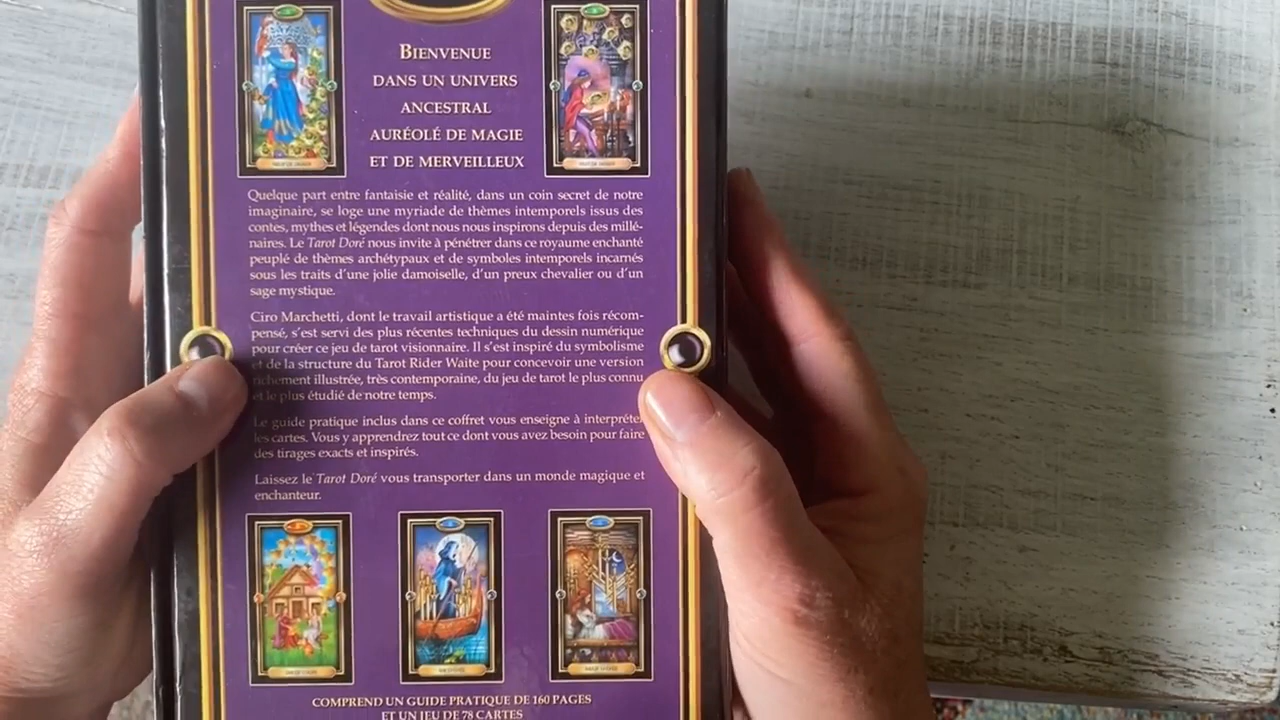 BIENVENUE
DANS UN UNIVERS
ANCESTRAL
AURÉOLÉ DE MAGIE
ET DE MERVEILLEUX
Quelque part entre fantaisie et réalité, dans un coin secret de notre
imaginaire, se loge une myriade de thèmes intemporels issus des
contes, mythes et légendes dont nous nous inspirons depuis des millé-
naires. Le Tarot Doré nous invite à pénétrer dans ce royaume enchanté
peuplé de thèmes archétypaux et de symboles intemporels incarnés
sous les traits d'une jolie damoiselle, d'un preux chevalier ou d'un
sage mystique.
Ciro Marchetti, dont le travail artistique a été maintes fois récom-
pensé, s'est servi des plus récentes techniques du dessin numérique
pour créer ce jeu de tarot visionnaire. Il s'est inspiré du symbolisme
et de la structure du Tarot Rider Waite pour concevoir une version
richement illustrée, très contemporaine, du jeu de tarot le plus connu
et le plus étudié de notre temps.
Le guide pratique inclus dans ce coffret vous enseigne à interpréter
les cartes. Vous y apprendrez tout ce dont vous avez besoin pour faire
des tirages exacts et inspirés.
Laissez le Tarot Doré vous transporter dans un monde magique et
enchanteur.
COMPREND UN GUIDE PRATIQUE DE 160 PAGES
ET UN JEU DE 78 CARTES